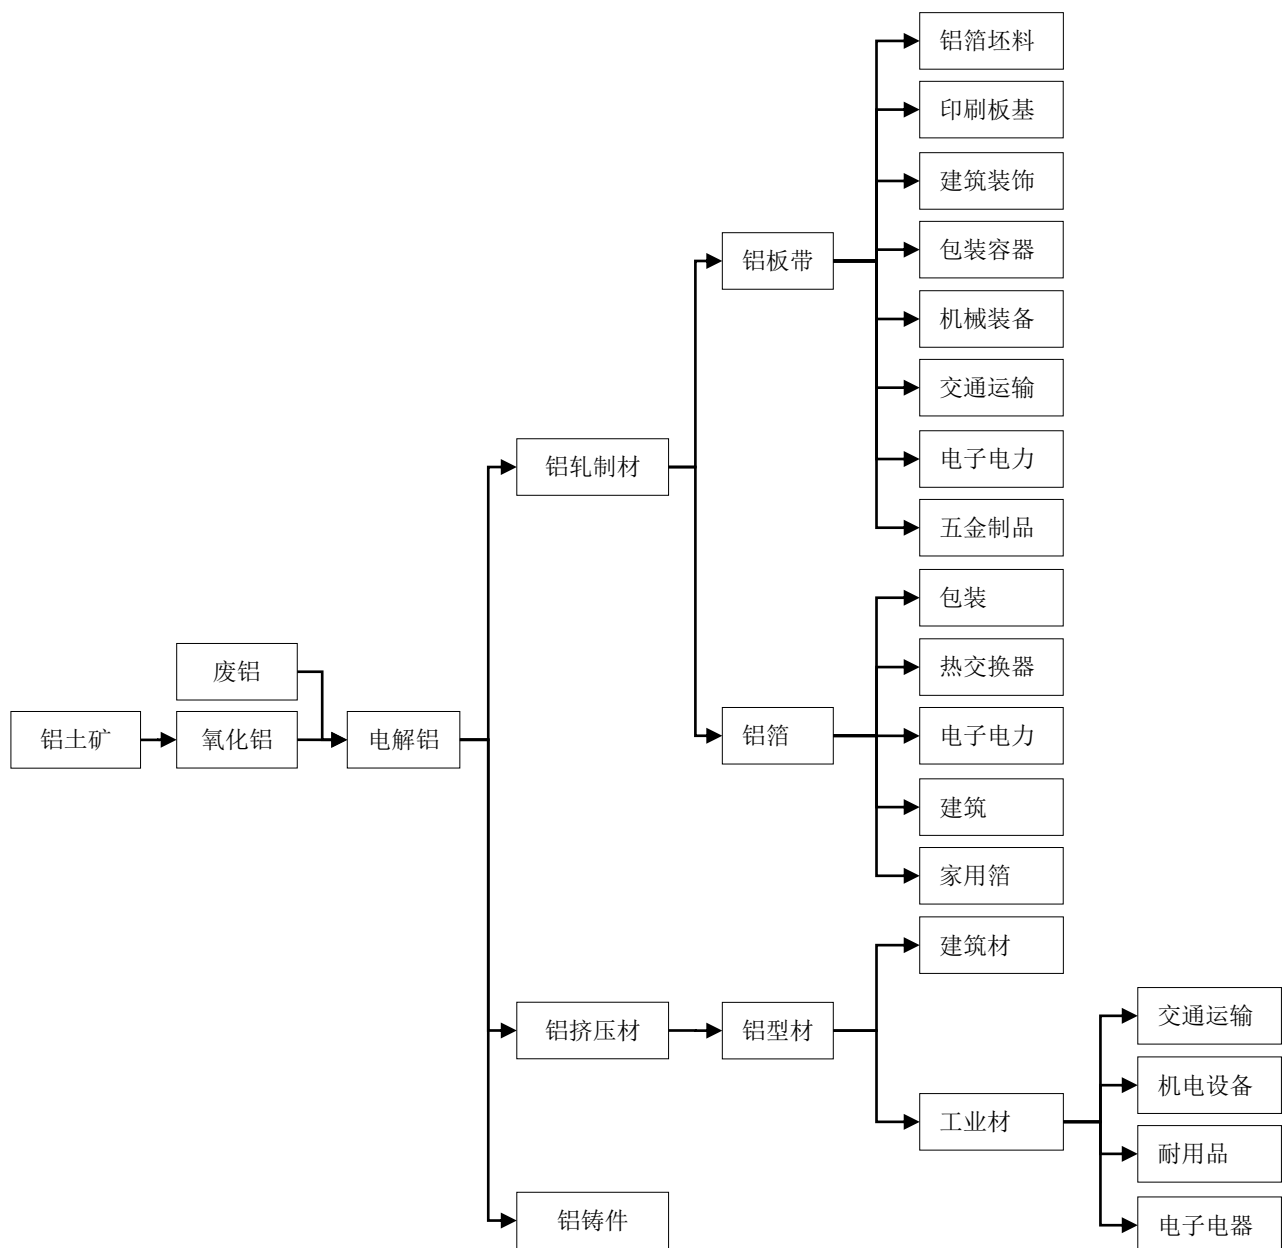 铝箔坯料
印刷板基
建筑装饰
铝板带
包装容器
机械装备
交通运输
铝轧制材
电子电力
五金制品
包装
废铝
热交换器
铝土矿
氧化铝
电解铝
铝箔
电子电力
建筑
家用箔
建筑材
铝挤压材
铝型材
交通运输
机电设备
工业材
耐用品
铝铸件
电子电器